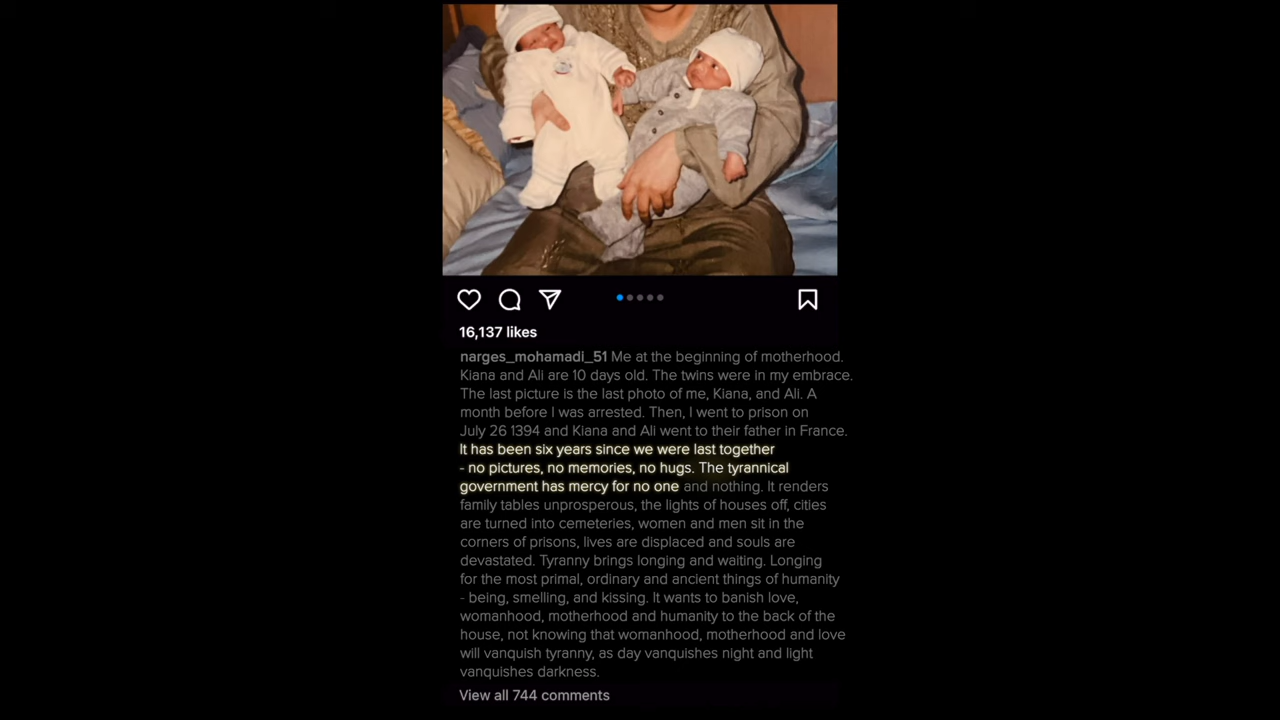 16,137 likes
narges_mohamadi_51 Me at the beginning of motherhood.
Kiana and Ali are 10 days old. The twins were in my embrace.
The last picture is the last photo of me, Kiana, and Ali. A
month before I was arrested. Then, I went to prison on
July 26 1394 and Kiana and Ali went to their father in France.
It has been six years since we were last together
- no pictures, no memories, no hugs. The tyrannical
government has mercy for no one and nothing. It renders
family tables unprosperous, the lights of houses off, cities
are turned into cemeteries, women and men sit in the
corners of prisons, lives are displaced and souls are
devastated. Tyranny brings longing and waiting. Longing
for the most primal, ordinary and ancient things of humanity
- being, smelling, and kissing. It wants to banish love,
womanhood, motherhood and humanity to the back of the
house, not knowing that womanhood, motherhood and love
will vanquish tyranny, as day vanquishes night and light
vanquishes darkness.
View all 744 comments